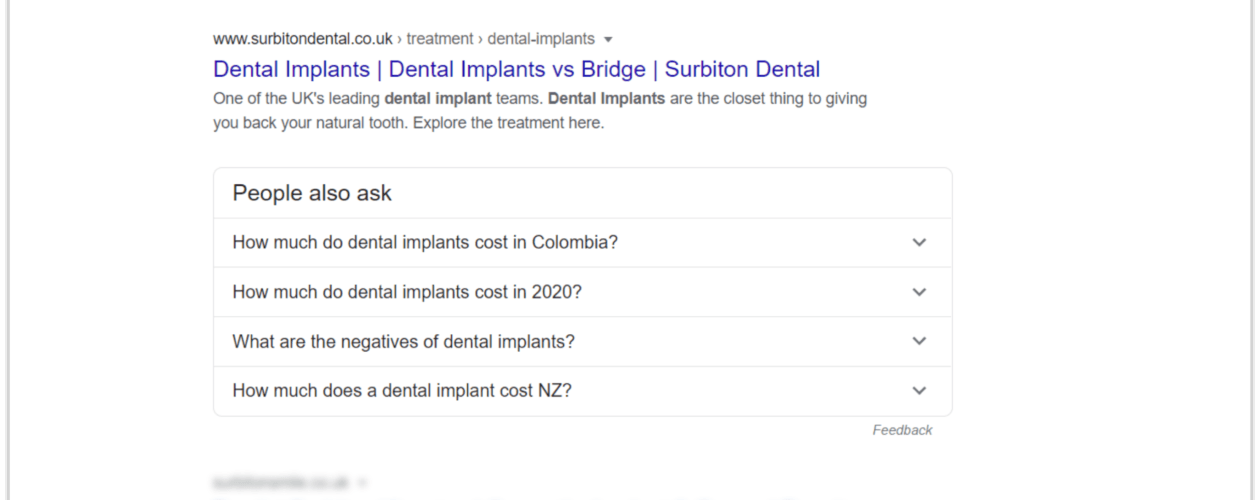 www.surbitondental.co.uk › treatment › dental-implants
Dental Implants | Dental Implants vs Bridge | Surbiton Dental
One of the UK's leading dental implant teams. Dental Implants are the closet thing to giving
you back your natural tooth. Explore the treatment here.
People also ask
How much do dental implants cost in Colombia?
How much do dental implants cost in 2020?
What are the negatives of dental implants?
How much does a dental implant cost NZ?
Feedback